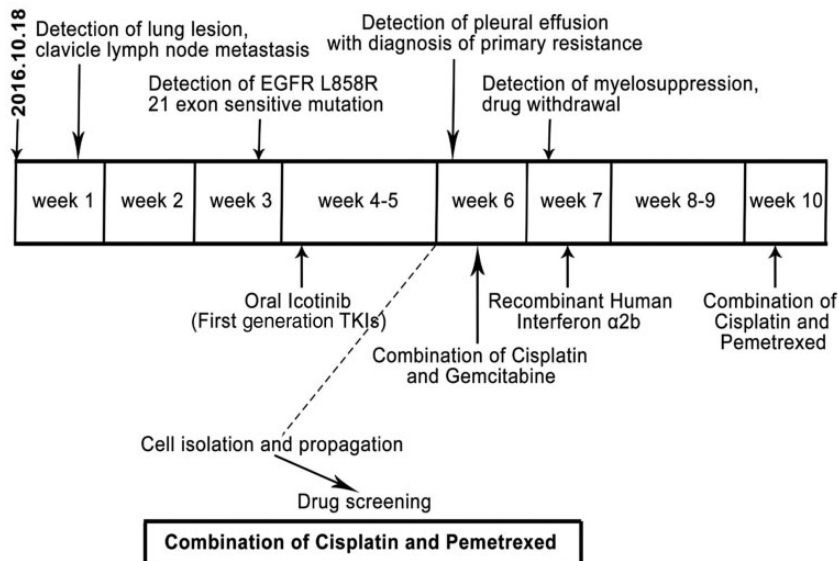 2016.10.18
Detection of lung lesion,
clavicle lymph node metastasis
Detection of EGFR L858R
21 exon sensitive mutation
Detection of pleural effusion
with diagnosis of primary resistance
Detection of myelosuppression,
drug withdrawal
week 1
week 2
week 3
week 4-5
week 6
week 7
week 8-9
week 10
Oral Icotinib
(First generation TKIs)
Combination of Cisplatin
and Gemcitabine
Recombinant Human
Interferon α2b
Combination of
Cisplatin and
Pemetrexed
Cell isolation and propagation
Drug screening
Combination of Cisplatin and Pemetrexed